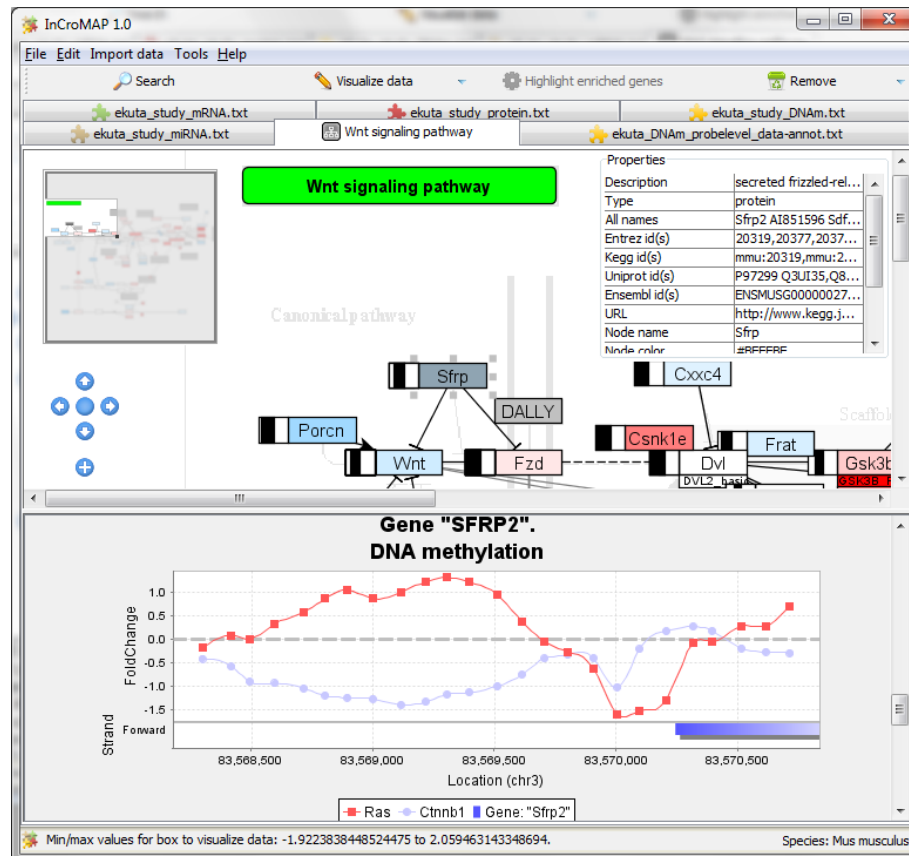 InCroMAP 1.0
File Edit Import data Tools Help
Search Visualize data Highlight enriched genes Remove
ekuta_study_mRNA.txt ekuta_study_protein.txt ekuta_study_DNAm.txt
ekuta_study_miRNA.txt Wnt signaling pathway ekuta_DNAm_probelevel_data-annot.txt
Wnt signaling pathway
Properties
Description secreted frizzled-rel...
Type protein
All names Sfrp2 AI851596 Sdf...
Entrez id(s) 20319,20377,2037...
Kegg id(s) mmu:20319,mmu:2...
Uniprot id(s) P97299 Q3UI35,Q8...
Ensembl id(s) ENSMUSG00000027...
URL http://www.kegg.j...
Node name Sfrp
Node color #BEFEBE
Canonical pathway
Sfrp
Cxxc4
DALLY
Scaffold
Porcn
Csnk1e
Frat
Wnt
Fzd
Dvl
Gsk3b
Gene "SFRP2".
DNA methylation
FoldChange
1.0
0.5
0.0
-0.5
-1.0
-1.5
Strand
Forward
83,568,500 83,569,000 83,569,500 83,570,000 83,570,500
Location (chr3)
Ras Ctnnb1 Gene: "Sfrp2"
Min/max values for box to visualize data: -1.9223838448524475 to 2.059463143348694. Species: Mus musculus